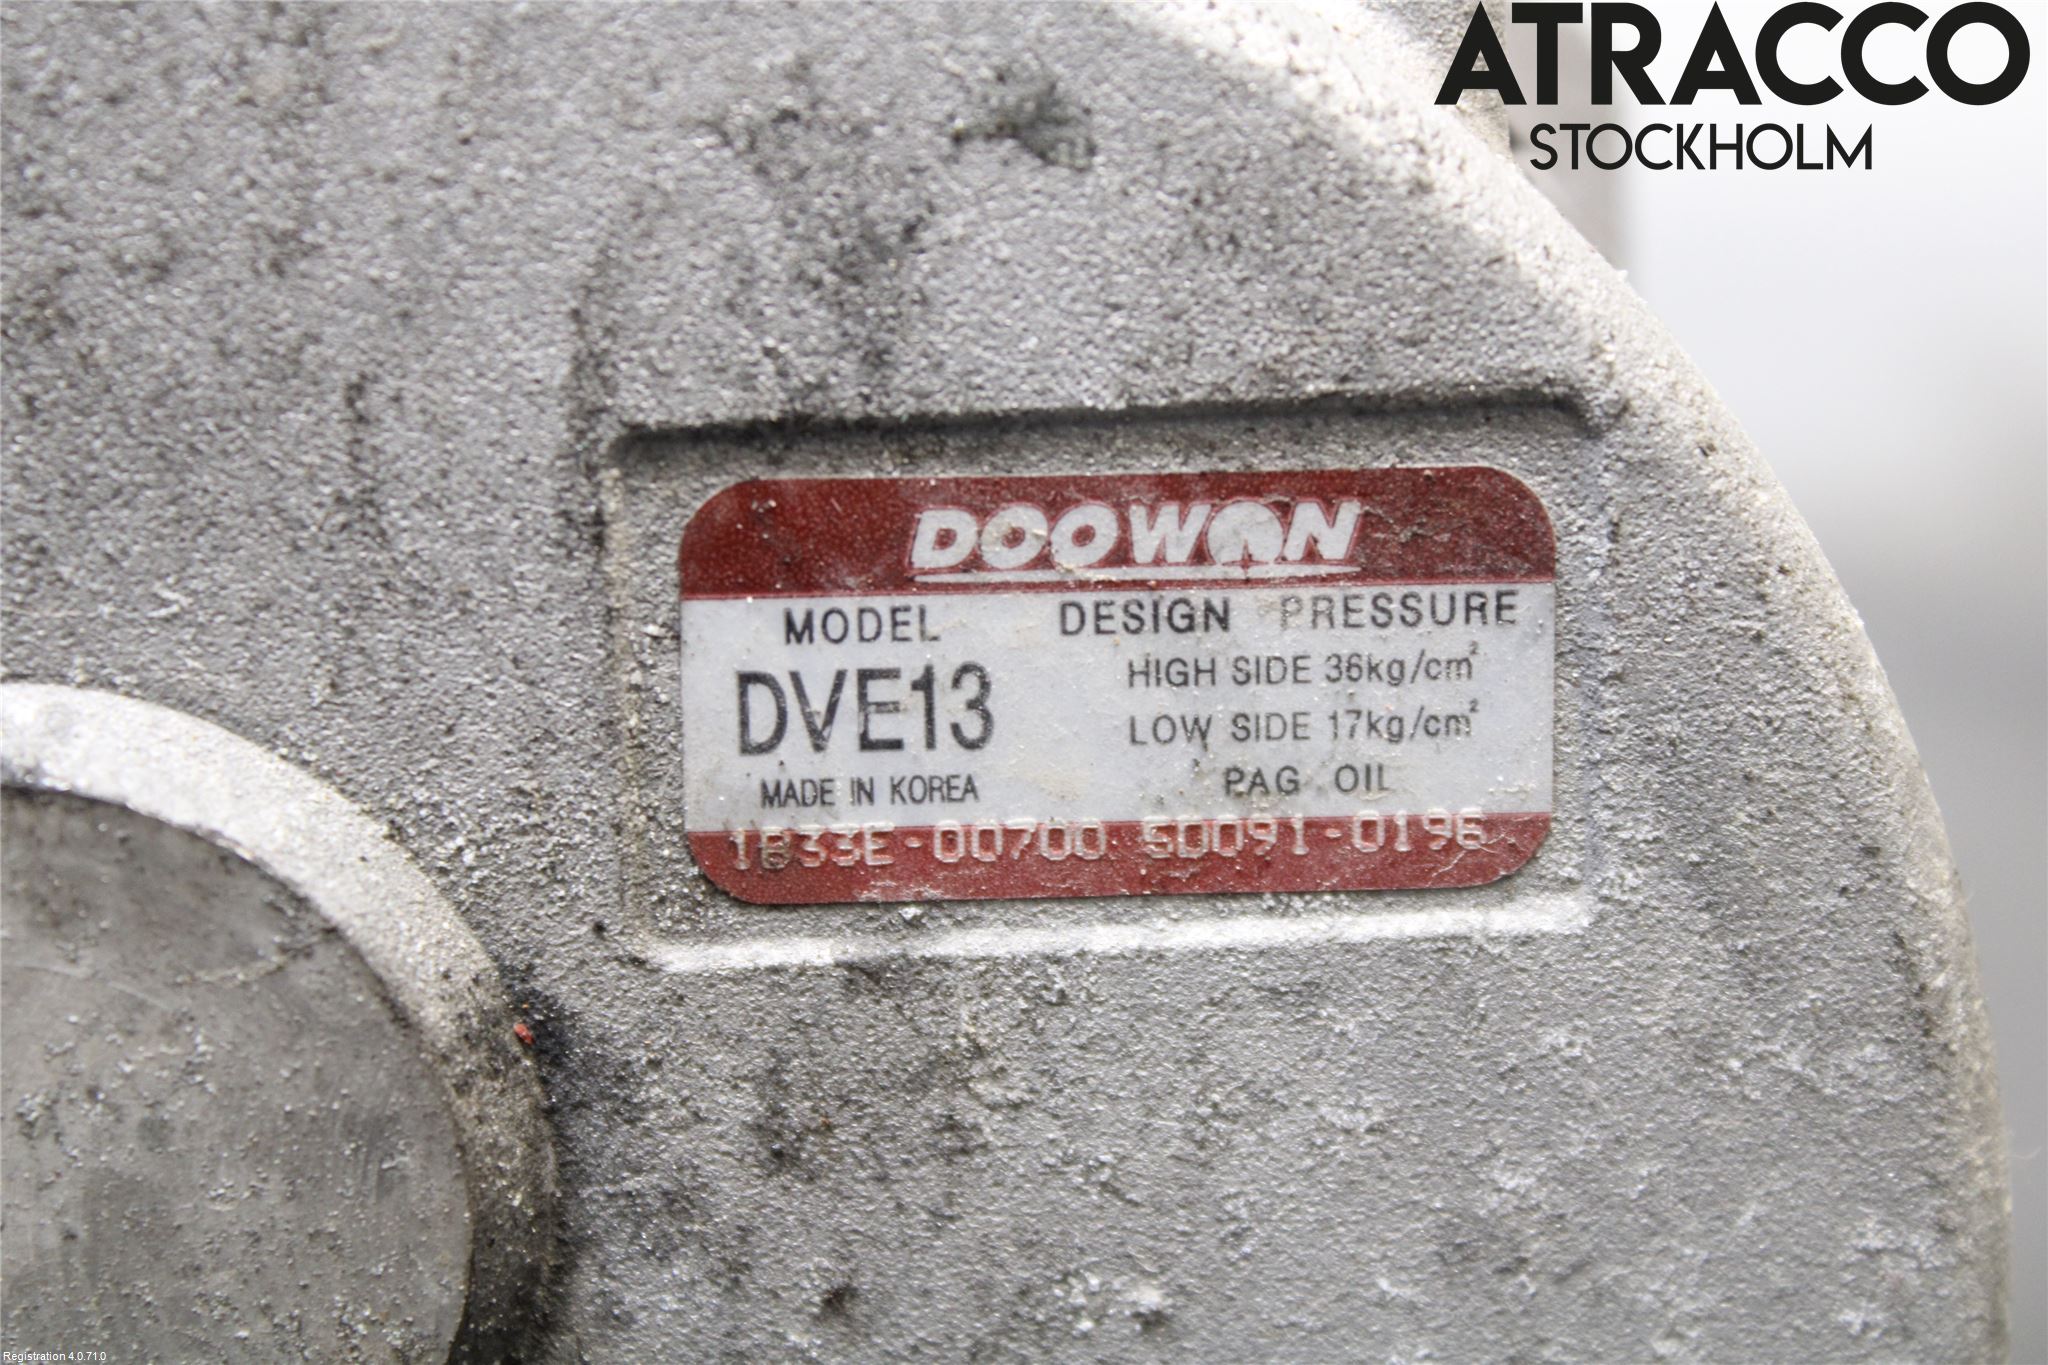 ATRACCO
STOCKHOLM
DOOWON
MODEL
DVE13
MADE IN KOREA
DESIGN PRESSURE
HIGH SIDE 36kg/cm²
LOW SIDE 17kg/cm²
PAG OIL
1B33E-00700 5D091-0196
Registration 4.0.71.0